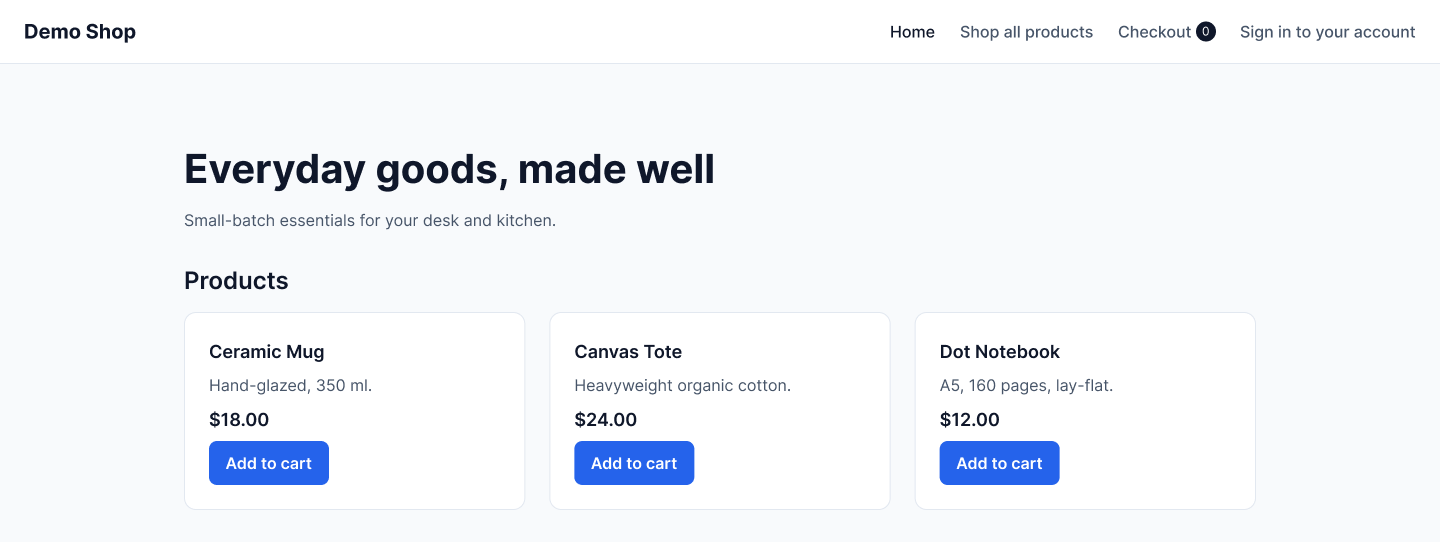 Demo Shop
Home Shop all products Checkout 0 Sign in to your account
Everyday goods, made well
Small-batch essentials for your desk and kitchen.
Products
Ceramic Mug
Hand-glazed, 350 ml.
$18.00
Add to cart
Canvas Tote
Heavyweight organic cotton.
$24.00
Add to cart
Dot Notebook
A5, 160 pages, lay-flat.
$12.00
Add to cart